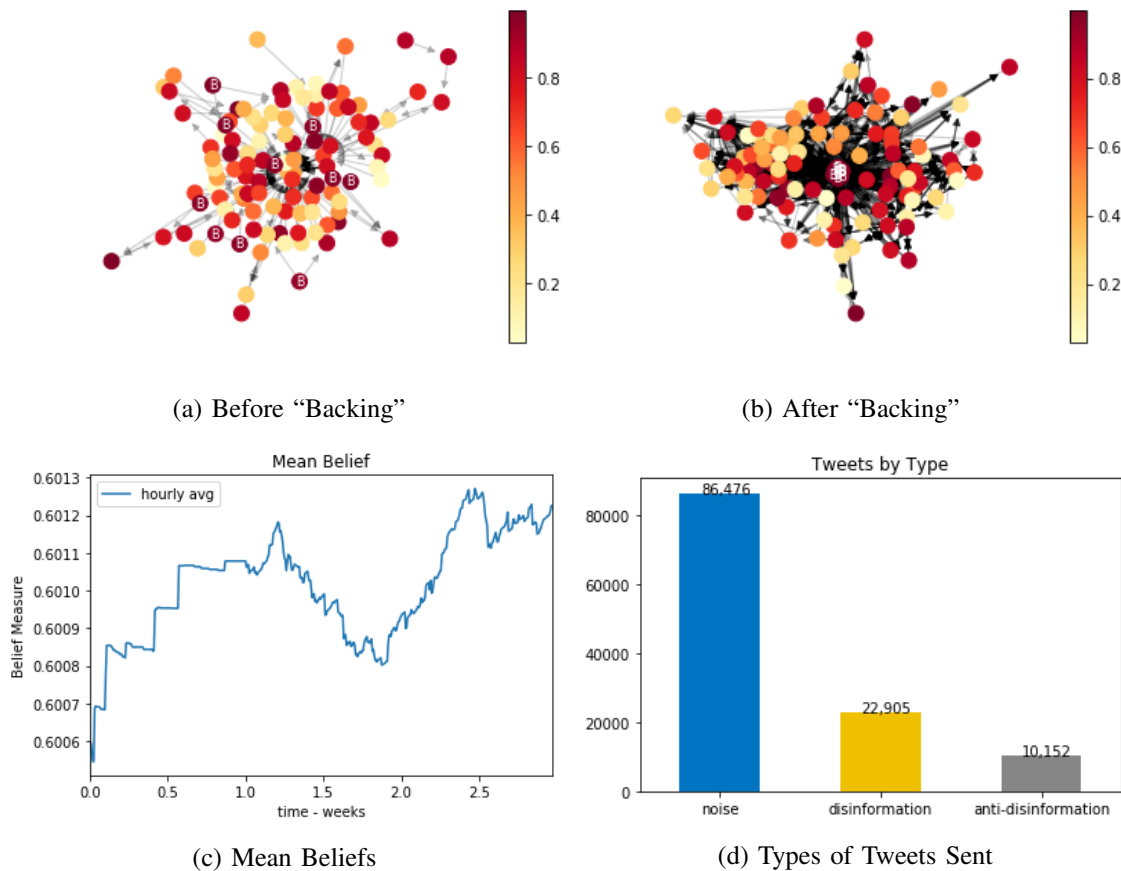 B
B
B
B
B
B
B
B
B
B
0.8
0.6
0.4
0.2
(a) Before “Backing”
0.8
0.6
0.4
0.2
(b) After “Backing”
Mean Belief
hourly avg
0.6013
0.6012
0.6011
0.6010
0.6009
0.6008
0.6007
0.6006
Belief Measure
0.0 0.5 1.0 1.5 2.0 2.5
time - weeks
(c) Mean Beliefs
Tweets by Type
86,476
22,905
10,152
80000
60000
40000
20000
0
noise disinformation anti-disinformation
(d) Types of Tweets Sent